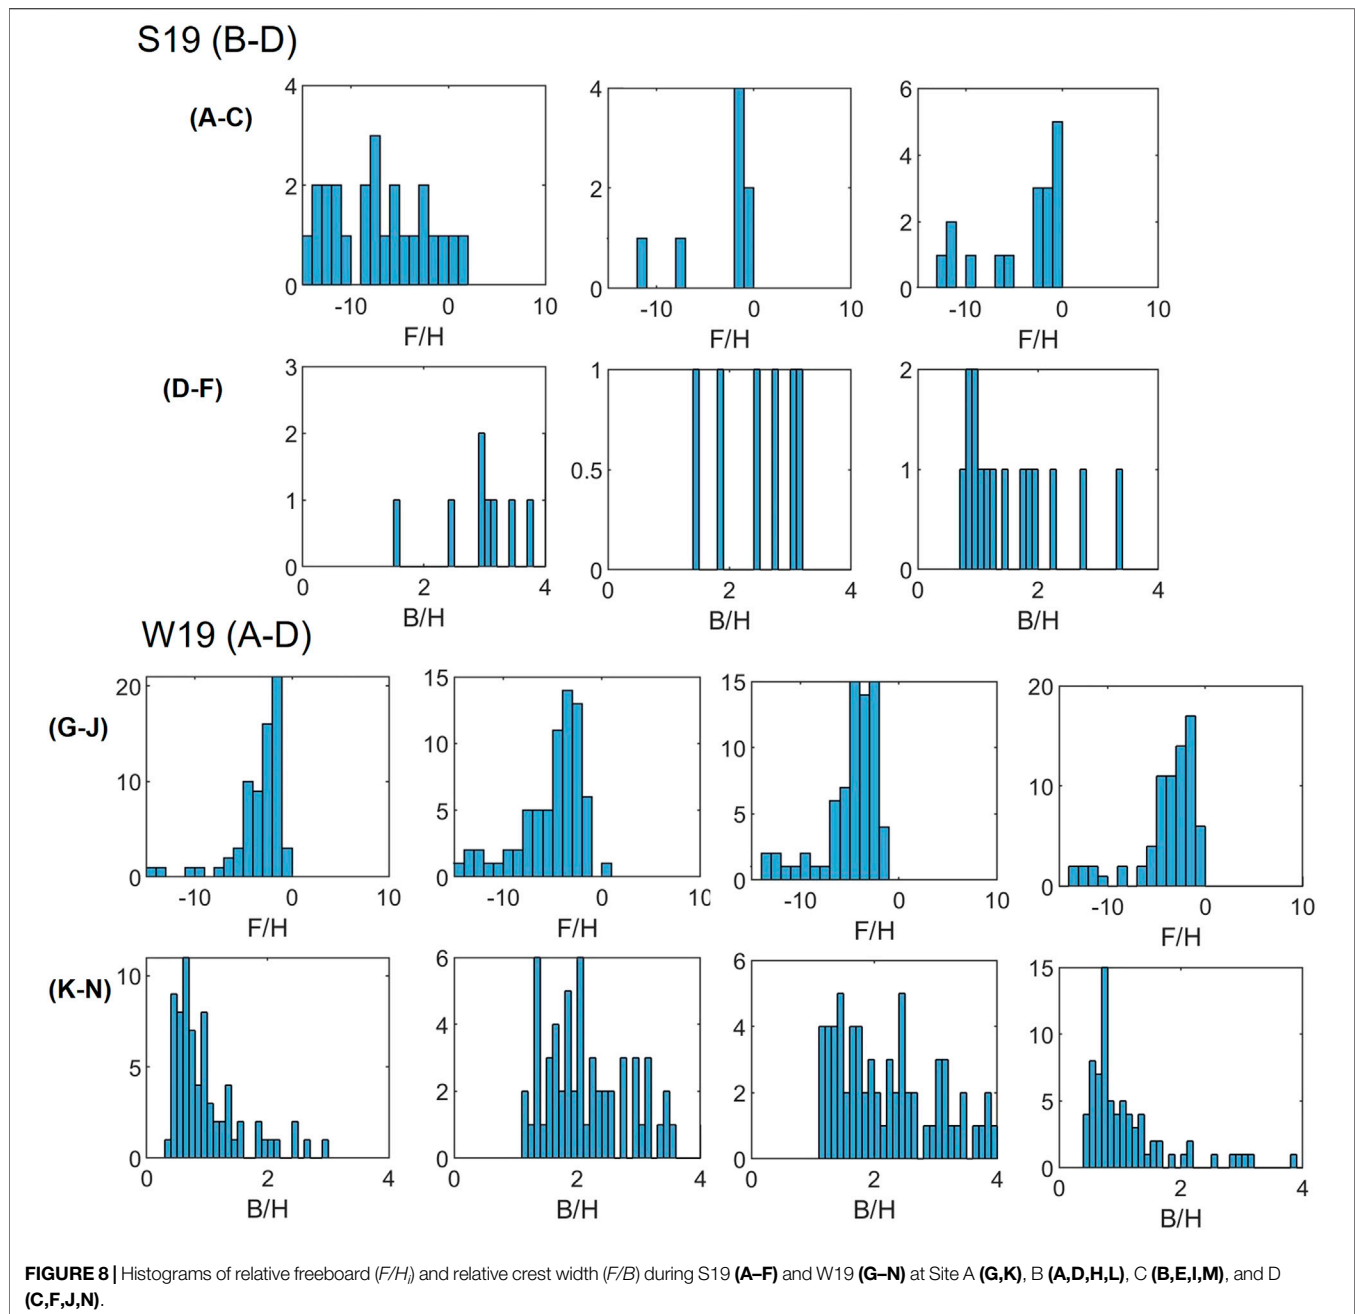 S19 (B-D)
(A-C)
4
2
0
-10 0 10
F/H
4
2
0
-10 0 10
F/H
6
4
2
0
-10 0 10
F/H
(D-F)
3
2
1
0
0 2 4
B/H
1
0.5
0
0 2 4
B/H
2
1
0
0 2 4
B/H
W19 (A-D)
(G-J)
20
10
0
-10 0 10
F/H
15
10
5
0
-10 0 10
F/H
15
10
5
0
-10 0 10
F/H
20
10
0
-10 0 10
F/H
(K-N)
10
5
0
0 2 4
B/H
6
4
2
0
0 2 4
B/H
6
4
2
0
0 2 4
B/H
15
10
5
0
0 2 4
B/H
FIGURE 8 | Histograms of relative freeboard (F/Hi) and relative crest width (F/B) during S19 (A–F) and W19 (G–N) at Site A (G,K), B (A,D,H,L), C (B,E,I,M), and D
(C,F,J,N).